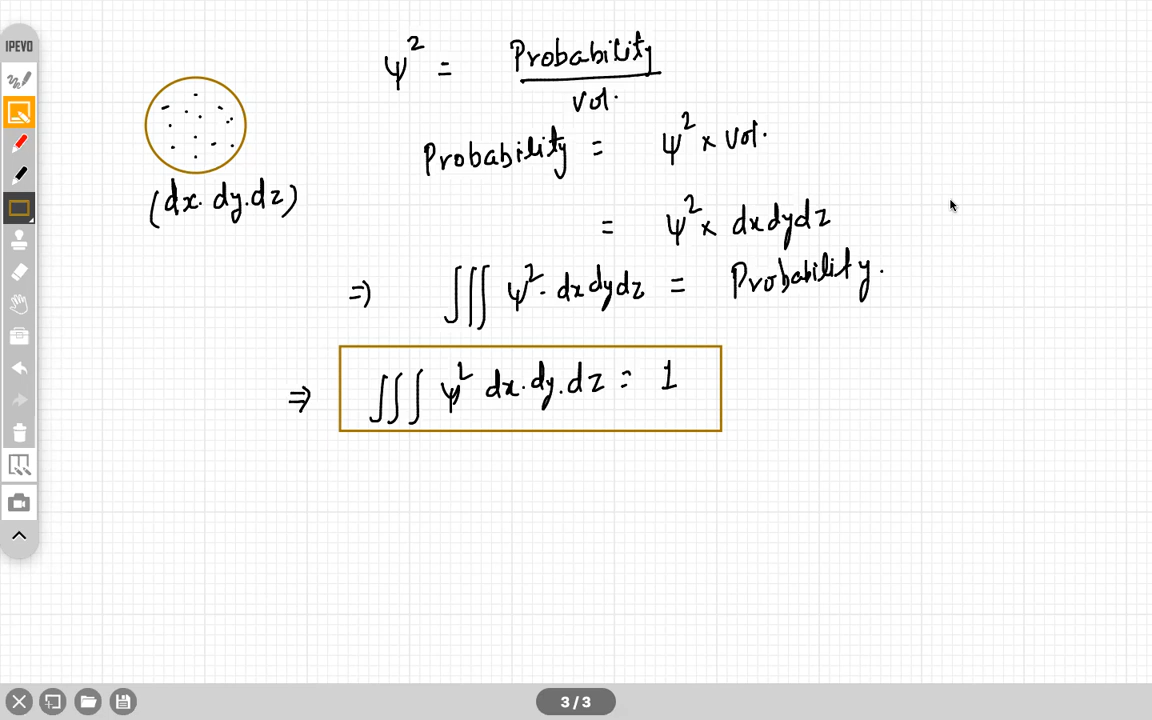 IPEVO
ψ² = Probability / Vol.
(dx. dy.dz)
Probability = ψ² × Vol.
= ψ² × dxdydz
⇒ ∫∫∫ ψ². dxdydz = Probability.
⇒ ∫∫∫ ψ² dx.dy.dz = 1
3 / 3